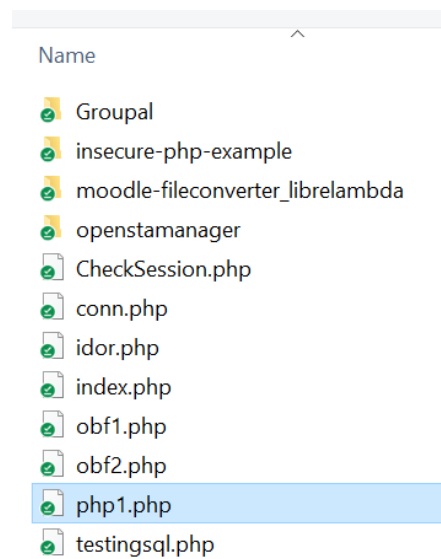 Name
Groupal
insecure-php-example
moodle-fileconverter_librelambda
openstamanager
CheckSession.php
conn.php
idor.php
index.php
obf1.php
obf2.php
php1.php
testingsql.php